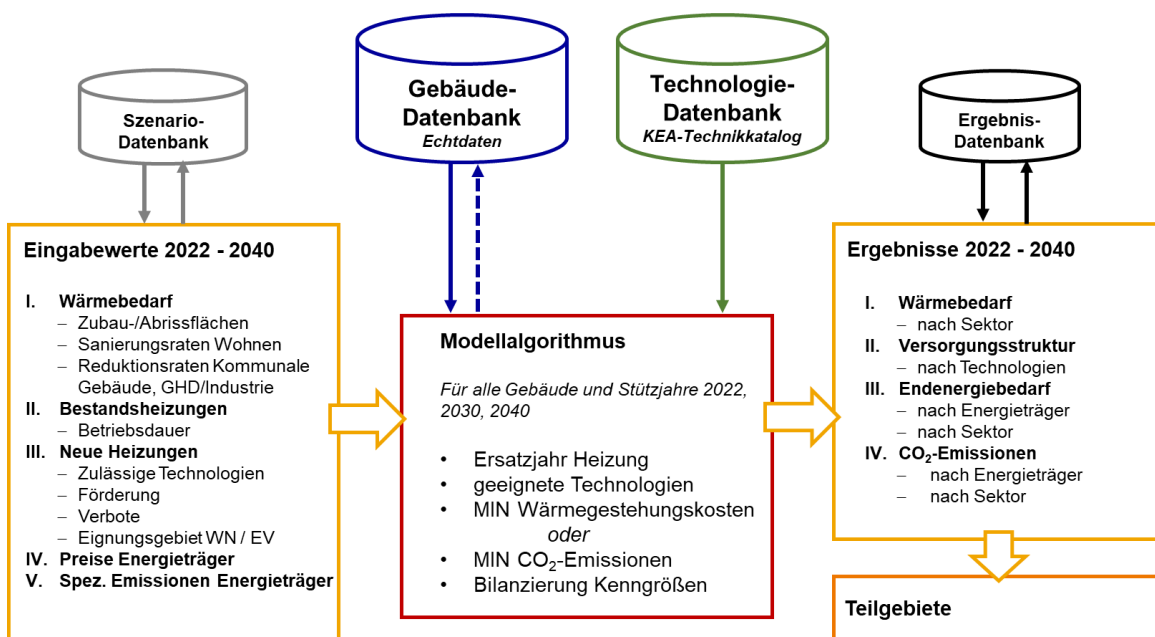 Szenario-
Datenbank
Gebäude-
Datenbank
Echtdaten
Technologie-
Datenbank
KEA-Technikkatalog
Ergebnis-
Datenbank
Eingabewerte 2022 - 2040
I. Wärmebedarf
– Zubau-/Abrissflächen
– Sanierungsraten Wohnen
– Reduktionsraten Kommunale
Gebäude, GHD/Industrie
II. Bestandsheizungen
– Betriebsdauer
III. Neue Heizungen
– Zulässige Technologien
– Förderung
– Verbote
– Eignungsgebiet WN / EV
IV. Preise Energieträger
V. Spez. Emissionen Energieträger
Modellalgorithmus
Für alle Gebäude und Stützjahre 2022,
2030, 2040
• Ersatzjahr Heizung
• geeignete Technologien
• MIN Wärmegestehungskosten
oder
• MIN CO₂-Emissionen
• Bilanzierung Kenngrößen
Ergebnisse 2022 - 2040
I. Wärmebedarf
– nach Sektor
II. Versorgungsstruktur
– nach Technologien
III. Endenergiebedarf
– nach Energieträger
– nach Sektor
IV. CO₂-Emissionen
– nach Energieträger
– nach Sektor
Teilgebiete